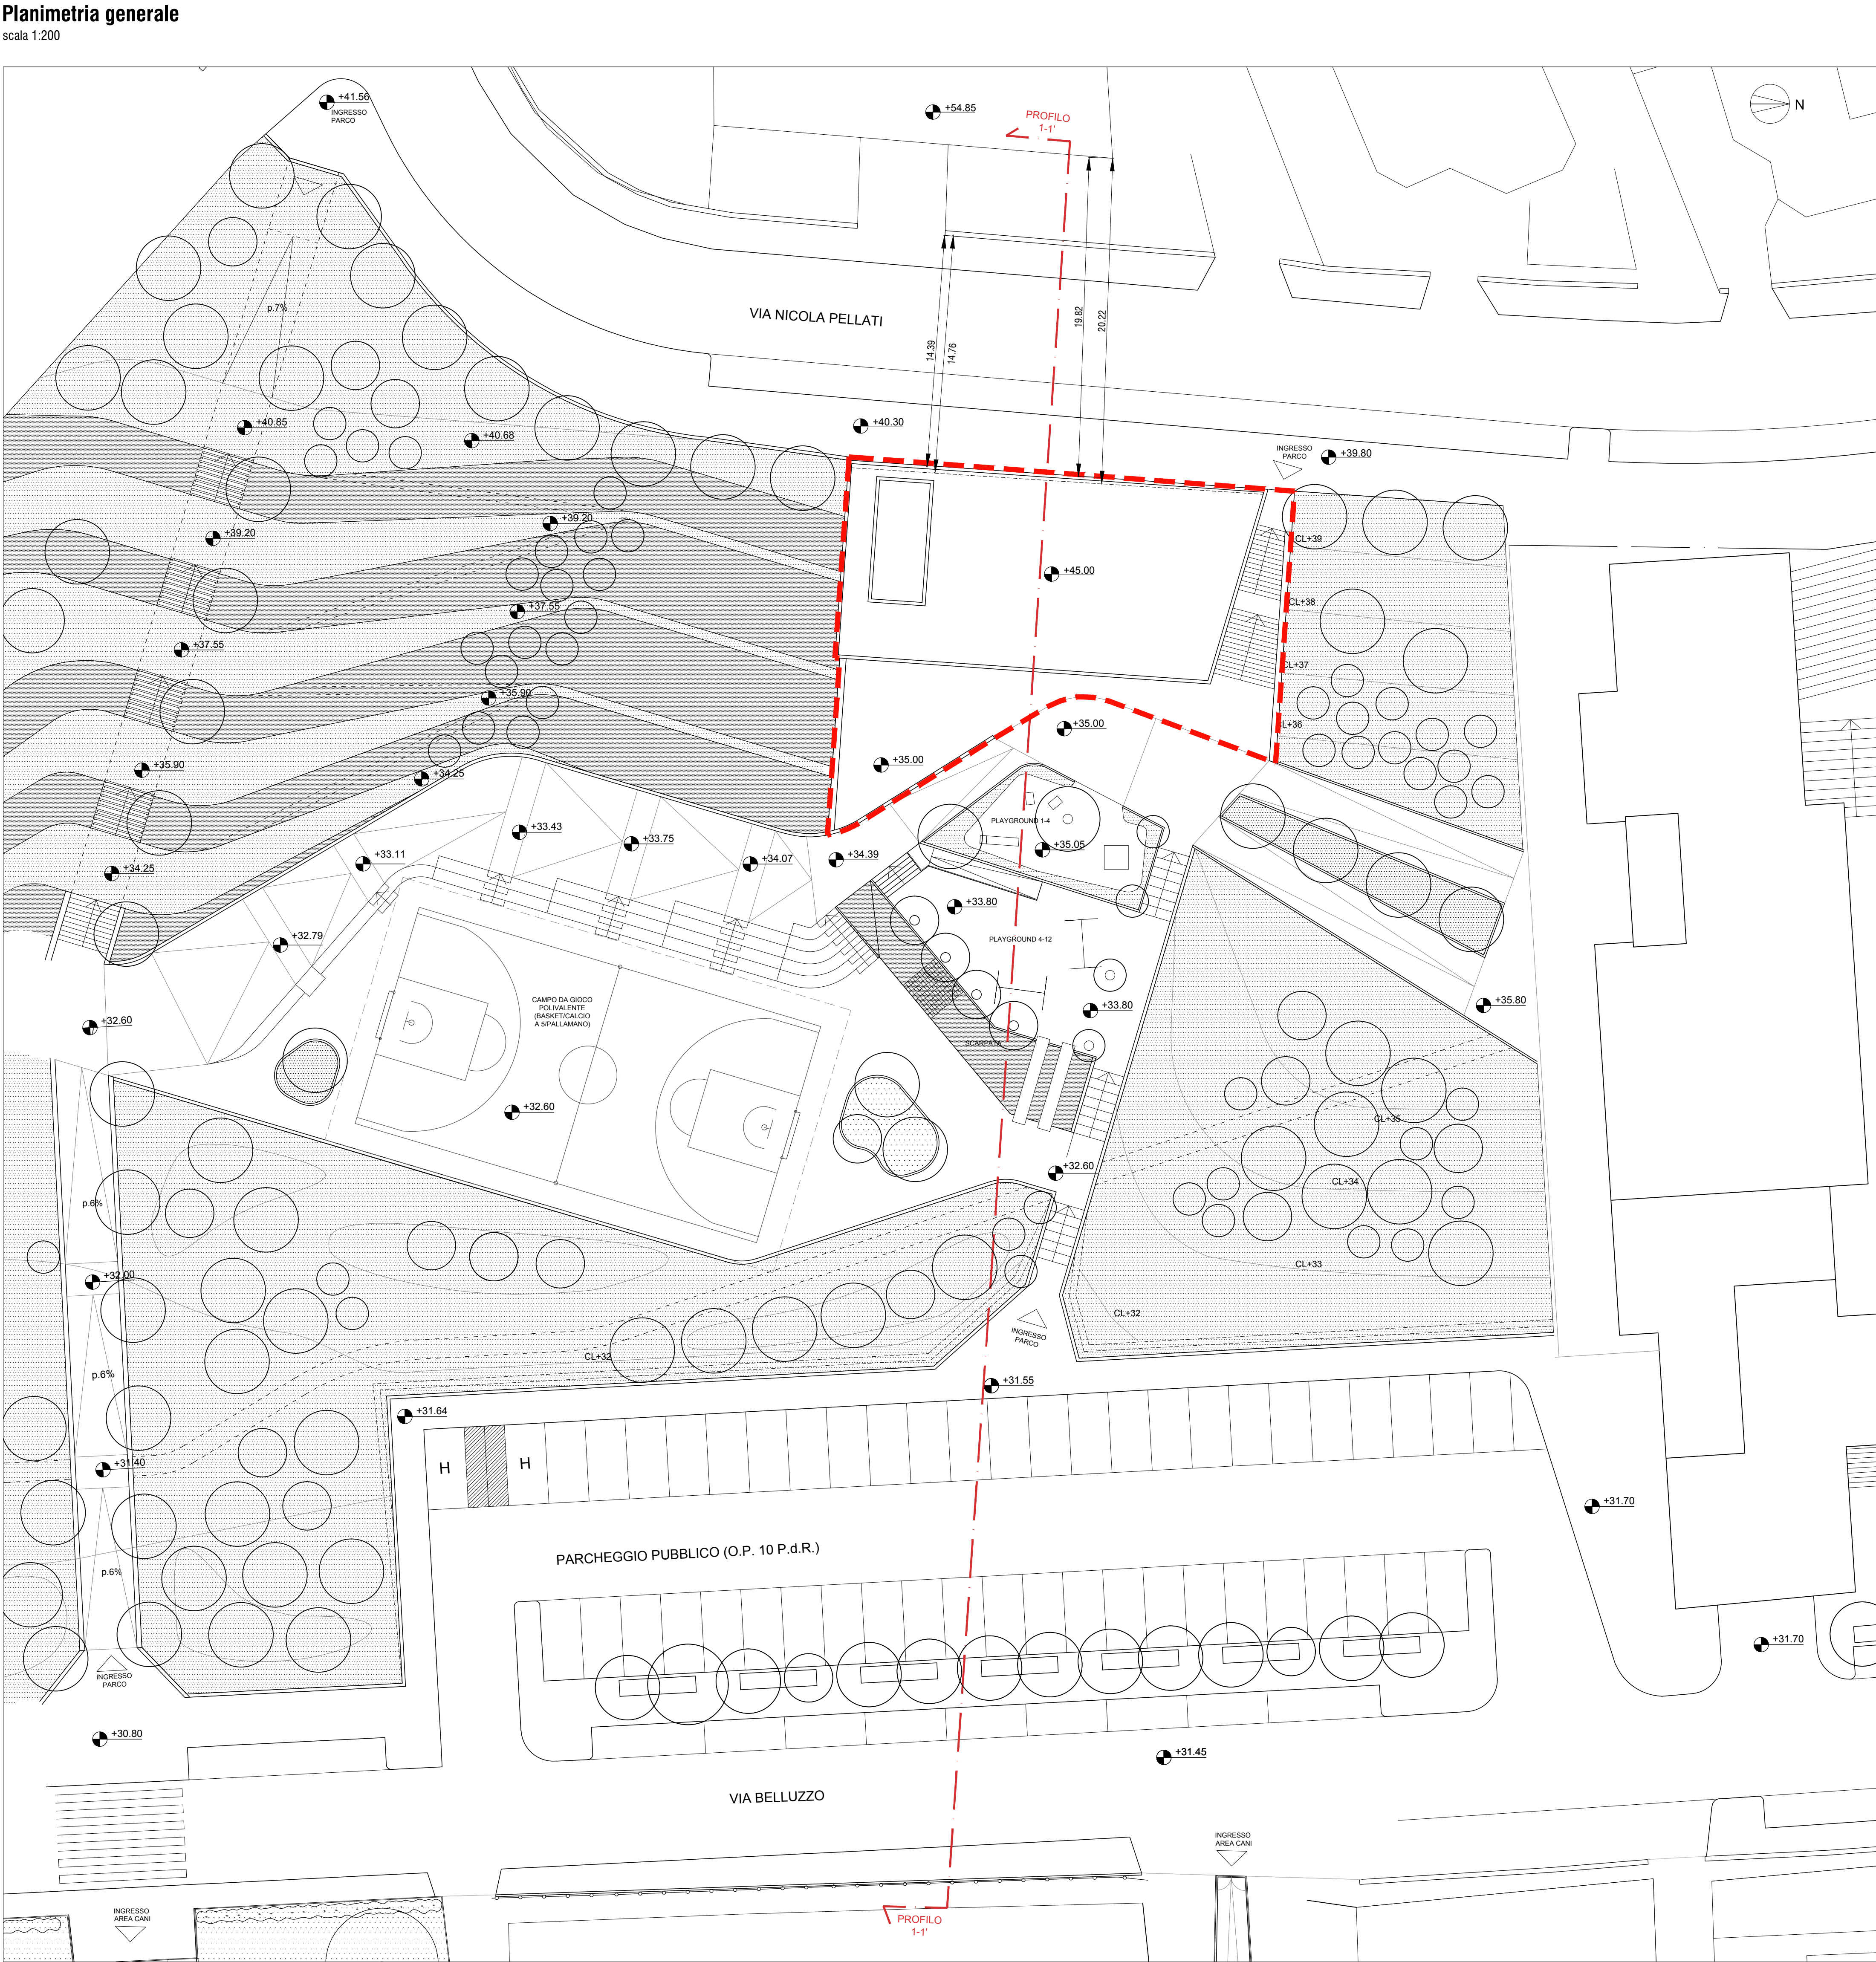 Planimetria generale
scala 1:200
+41.56
INGRESSO
PARCO
+54.85
PROFILO
1-1'
N
p.7%
VIA NICOLA PELLATI
14.39
14.76
19.82
20.22
+40.85
+40.68
+40.30
INGRESSO
PARCO
+39.80
+39.20
+39.20
CL+39
+45.00
CL+38
+37.55
+37.55
CL+37
+35.90
+35.00
CL+36
+35.90
+34.25
+35.00
PLAYGROUND 1-4
+33.43
+33.75
+34.07
+34.39
+35.05
+33.11
+34.25
+33.80
PLAYGROUND 4-12
+32.79
+32.60
CAMPO DA GIOCO
POLIVALENTE
(BASKET/CALCIO
A 5/PALLAMANO)
+33.80
+35.80
SCARPATA
+32.60
CL+35
+32.60
CL+34
p.6%
CL+33
+32.00
CL+32
INGRESSO
PARCO
CL+32
p.6%
+31.55
+31.64
H
H
+31.40
+31.70
PARCHEGGIO PUBBLICO (O.P. 10 P.d.R.)
p.6%
+31.70
INGRESSO
PARCO
+30.80
+31.45
VIA BELLUZZO
INGRESSO
AREA CANI
INGRESSO
AREA CANI
PROFILO
1-1'